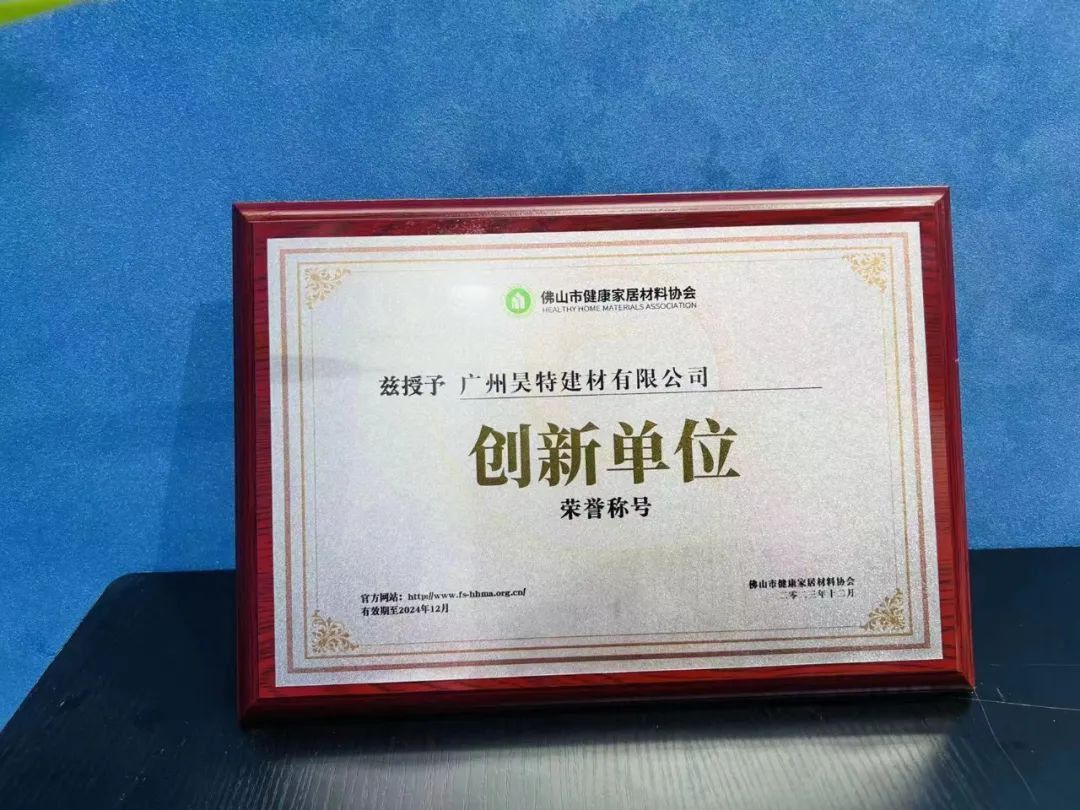 佛山市健康家居材料协会
HEALTHY HOME MATERIALS ASSOCIATION
兹授予 广州昊特建材有限公司
创新单位
荣誉称号
官方网站：http://www.fs-hhma.org.cn/
有效期至2024年12月
佛山市健康家居材料协会
二零二三年十二月